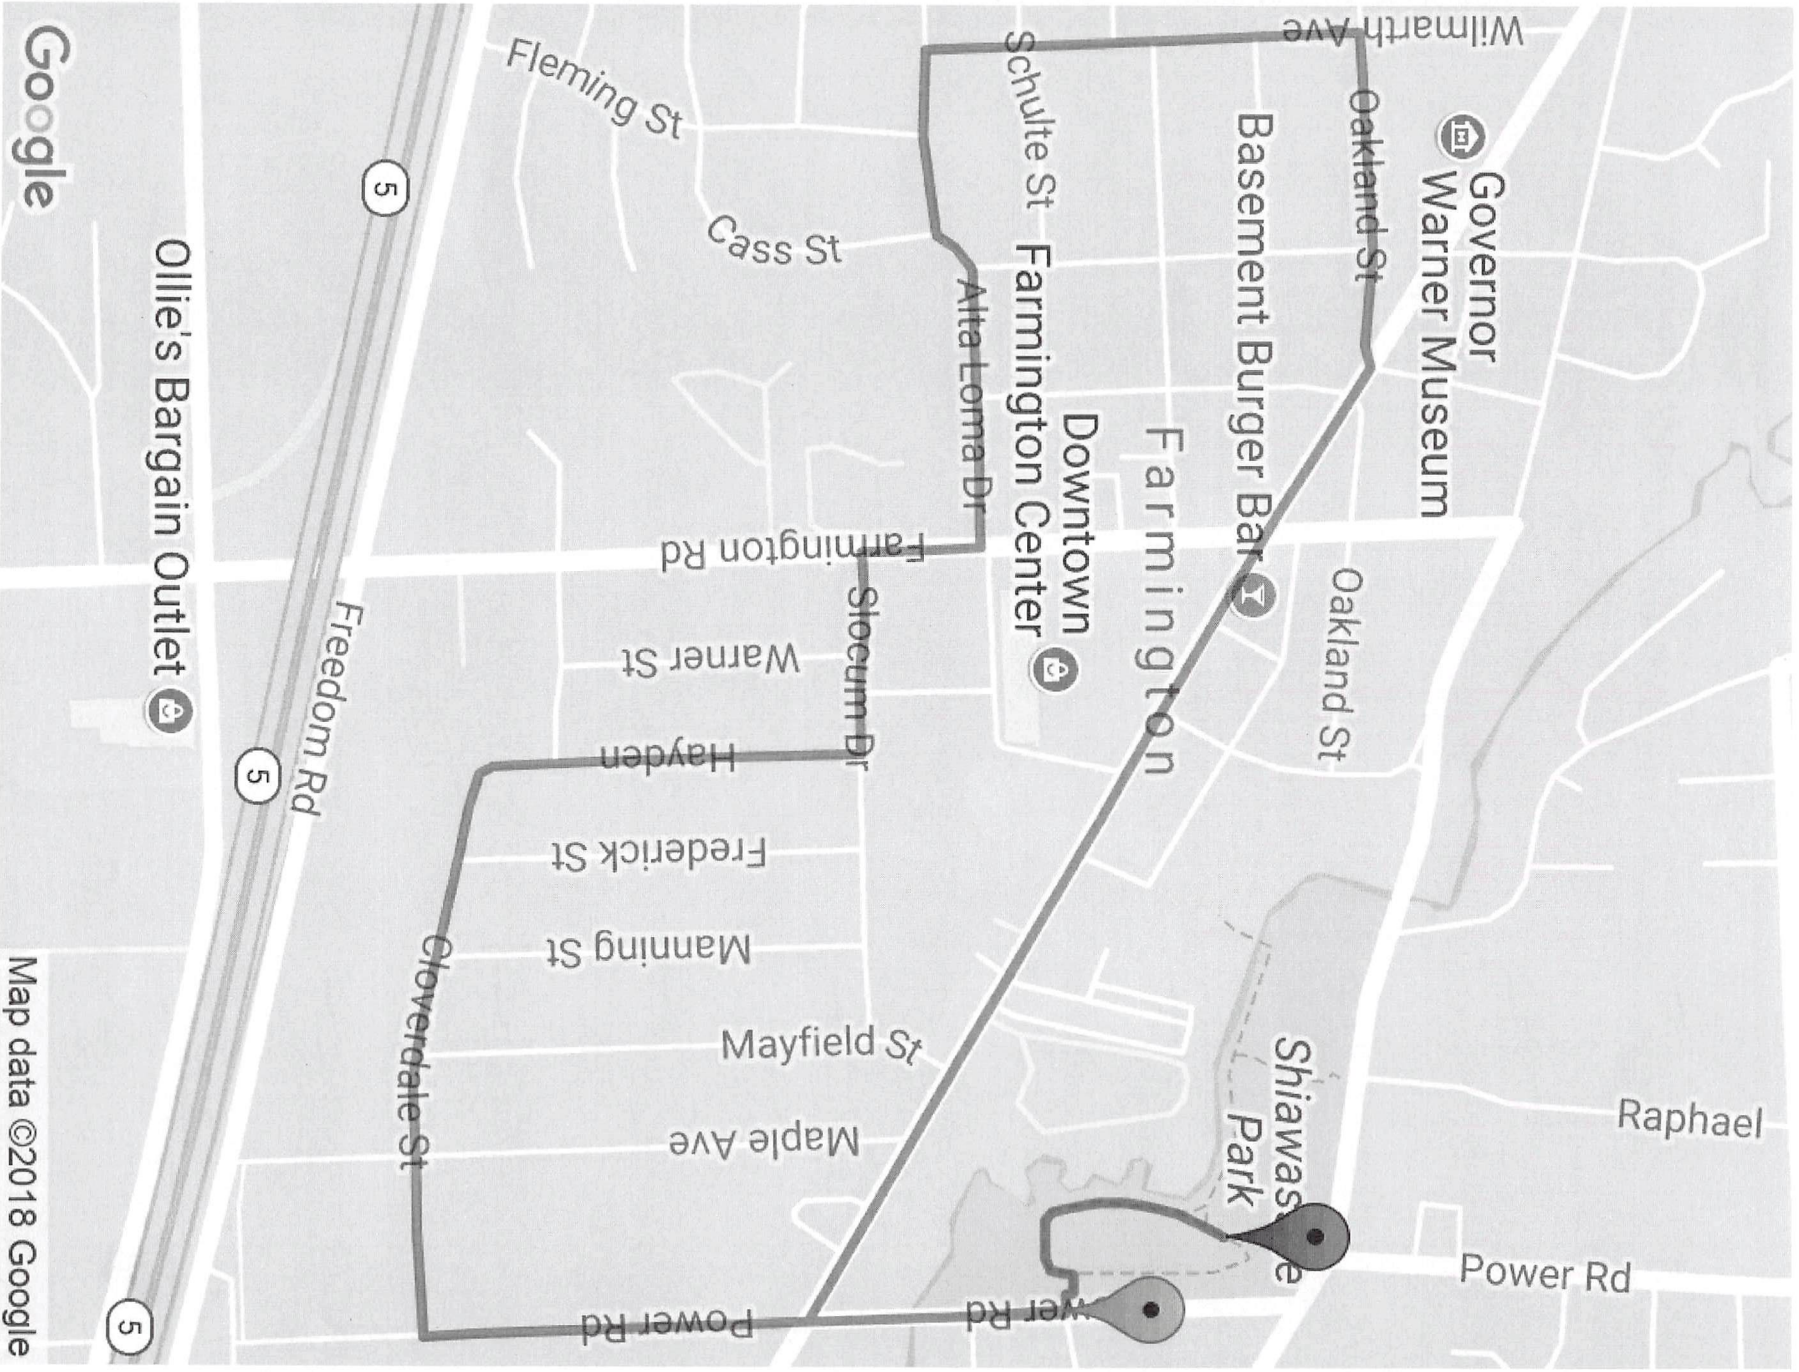 Wilmarth Ave
Oakland St
Governor
Warner Museum
Basement Burger Bar
Schulte St
Fleming St
Cass St
Alta Loma Dr
Downtown
Farmington Center
Farmington
Oakland St
Farmington Rd
Slocum Dr
Warner St
Hayden
Frederick St
Manning St
Mayfield St
Maple Ave
Cloverdale St
Freedom Rd
5
5
5
Ollie's Bargain Outlet
Shiawassee
Park
Raphael
Power Rd
Power Rd
wer Rd
Google
Map data ©2018 Google